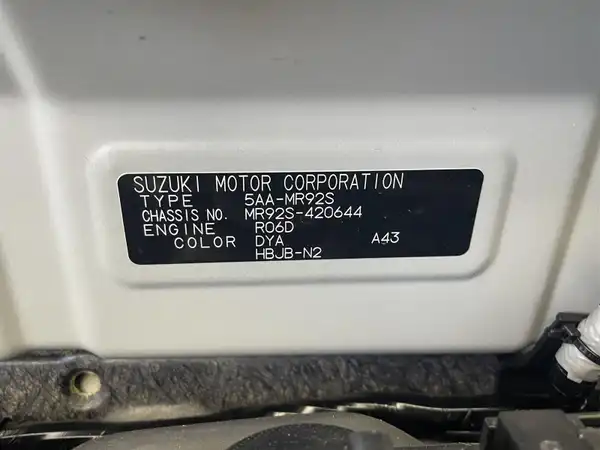 SUZUKI MOTOR CORPORATION
TYPE 5AA-MR92S
CHASSIS NO. MR92S-420644
ENGINE R06D
COLOR DYA A43
HBJB-N2